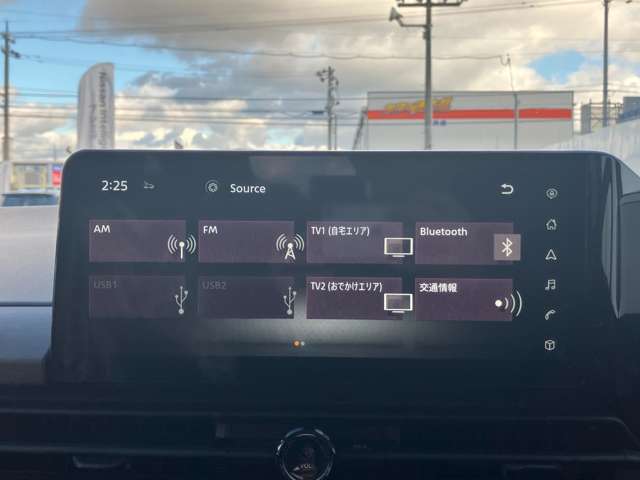 2:25
Source
AM
FM
TV1 (自宅エリア)
Bluetooth
USB1
USB2
TV2 (おでかけエリア)
交通情報
VOL